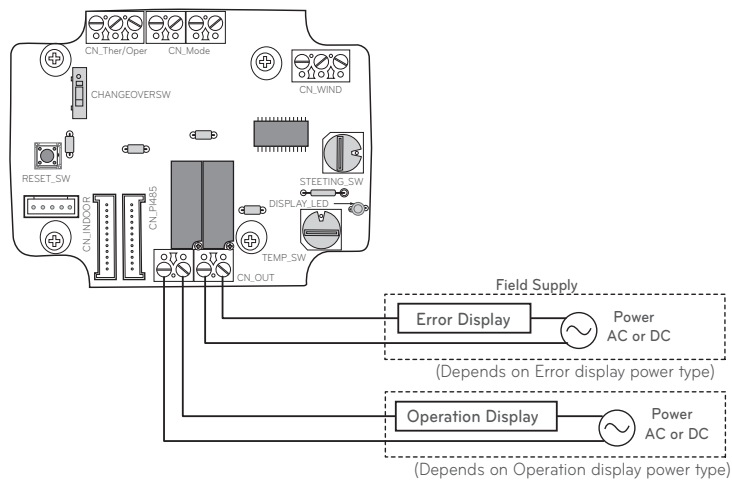 CN_Ther/Oper
CN_Mode
CN_WIND
CHANGEOVERSW
RESET_SW
STEETING_SW
DISPLAY_LED
CN_INDOOR
CN_PI485
TEMP_SW
CN_OUT
Field Supply
Error Display
Power
AC or DC
(Depends on Error display power type)
Operation Display
Power
AC or DC
(Depends on Operation display power type)